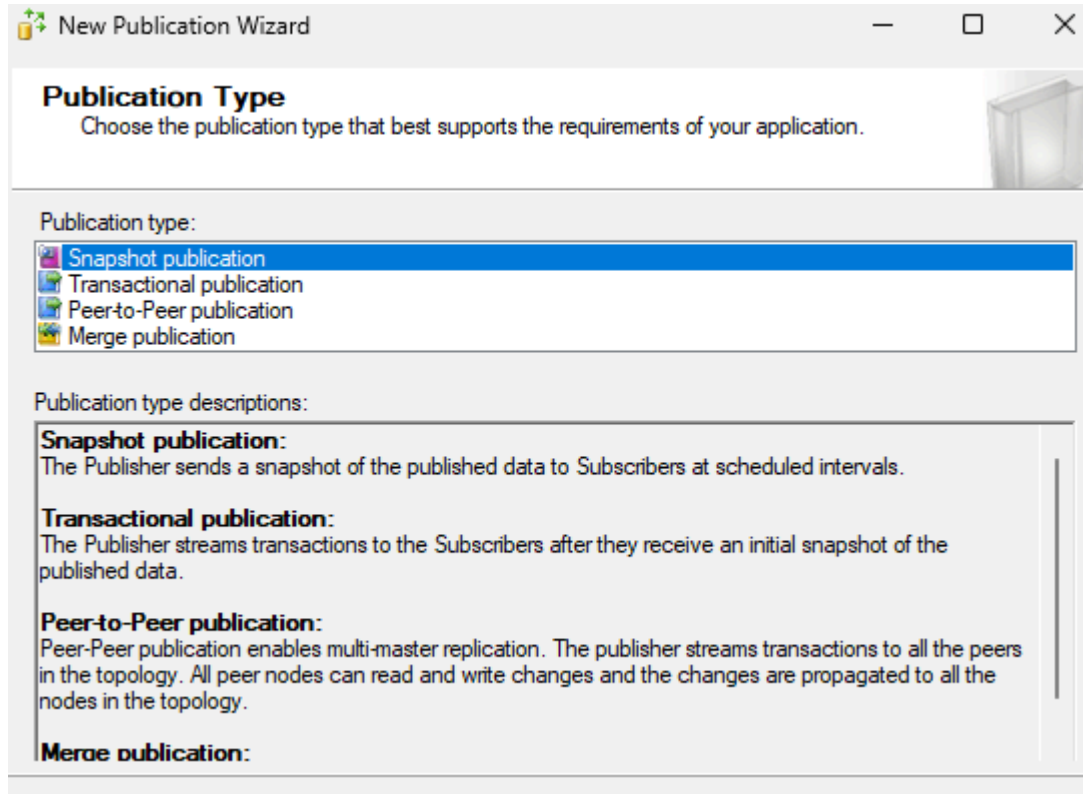 New Publication Wizard
Publication Type
Choose the publication type that best supports the requirements of your application.
Publication type:
Snapshot publication
Transactional publication
Peer-to-Peer publication
Merge publication
Publication type descriptions:
Snapshot publication:
The Publisher sends a snapshot of the published data to Subscribers at scheduled intervals.
Transactional publication:
The Publisher streams transactions to the Subscribers after they receive an initial snapshot of the
published data.
Peer-to-Peer publication:
Peer-Peer publication enables multi-master replication. The publisher streams transactions to all the peers
in the topology. All peer nodes can read and write changes and the changes are propagated to all the
nodes in the topology.
Merge publication: